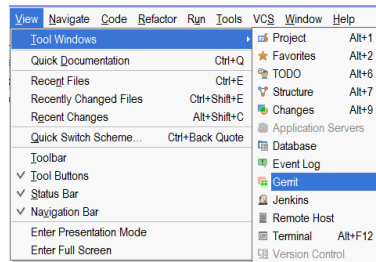 View Navigate Code Refactor Run Tools VCS Window Help
Tool Windows
Quick Documentation Ctrl+Q
Recent Files Ctrl+E
Recently Changed Files Ctrl+Shift+E
Recent Changes Alt+Shift+C
Quick Switch Scheme... Ctrl+Back Quote
Toolbar
Tool Buttons
Status Bar
Navigation Bar
Enter Presentation Mode
Enter Full Screen
Project Alt+1
Favorites Alt+2
TODO Alt+6
Structure Alt+7
Changes Alt+9
Application Servers
Database
Event Log
Gerrit
Jenkins
Remote Host
Terminal Alt+F12
Version Control